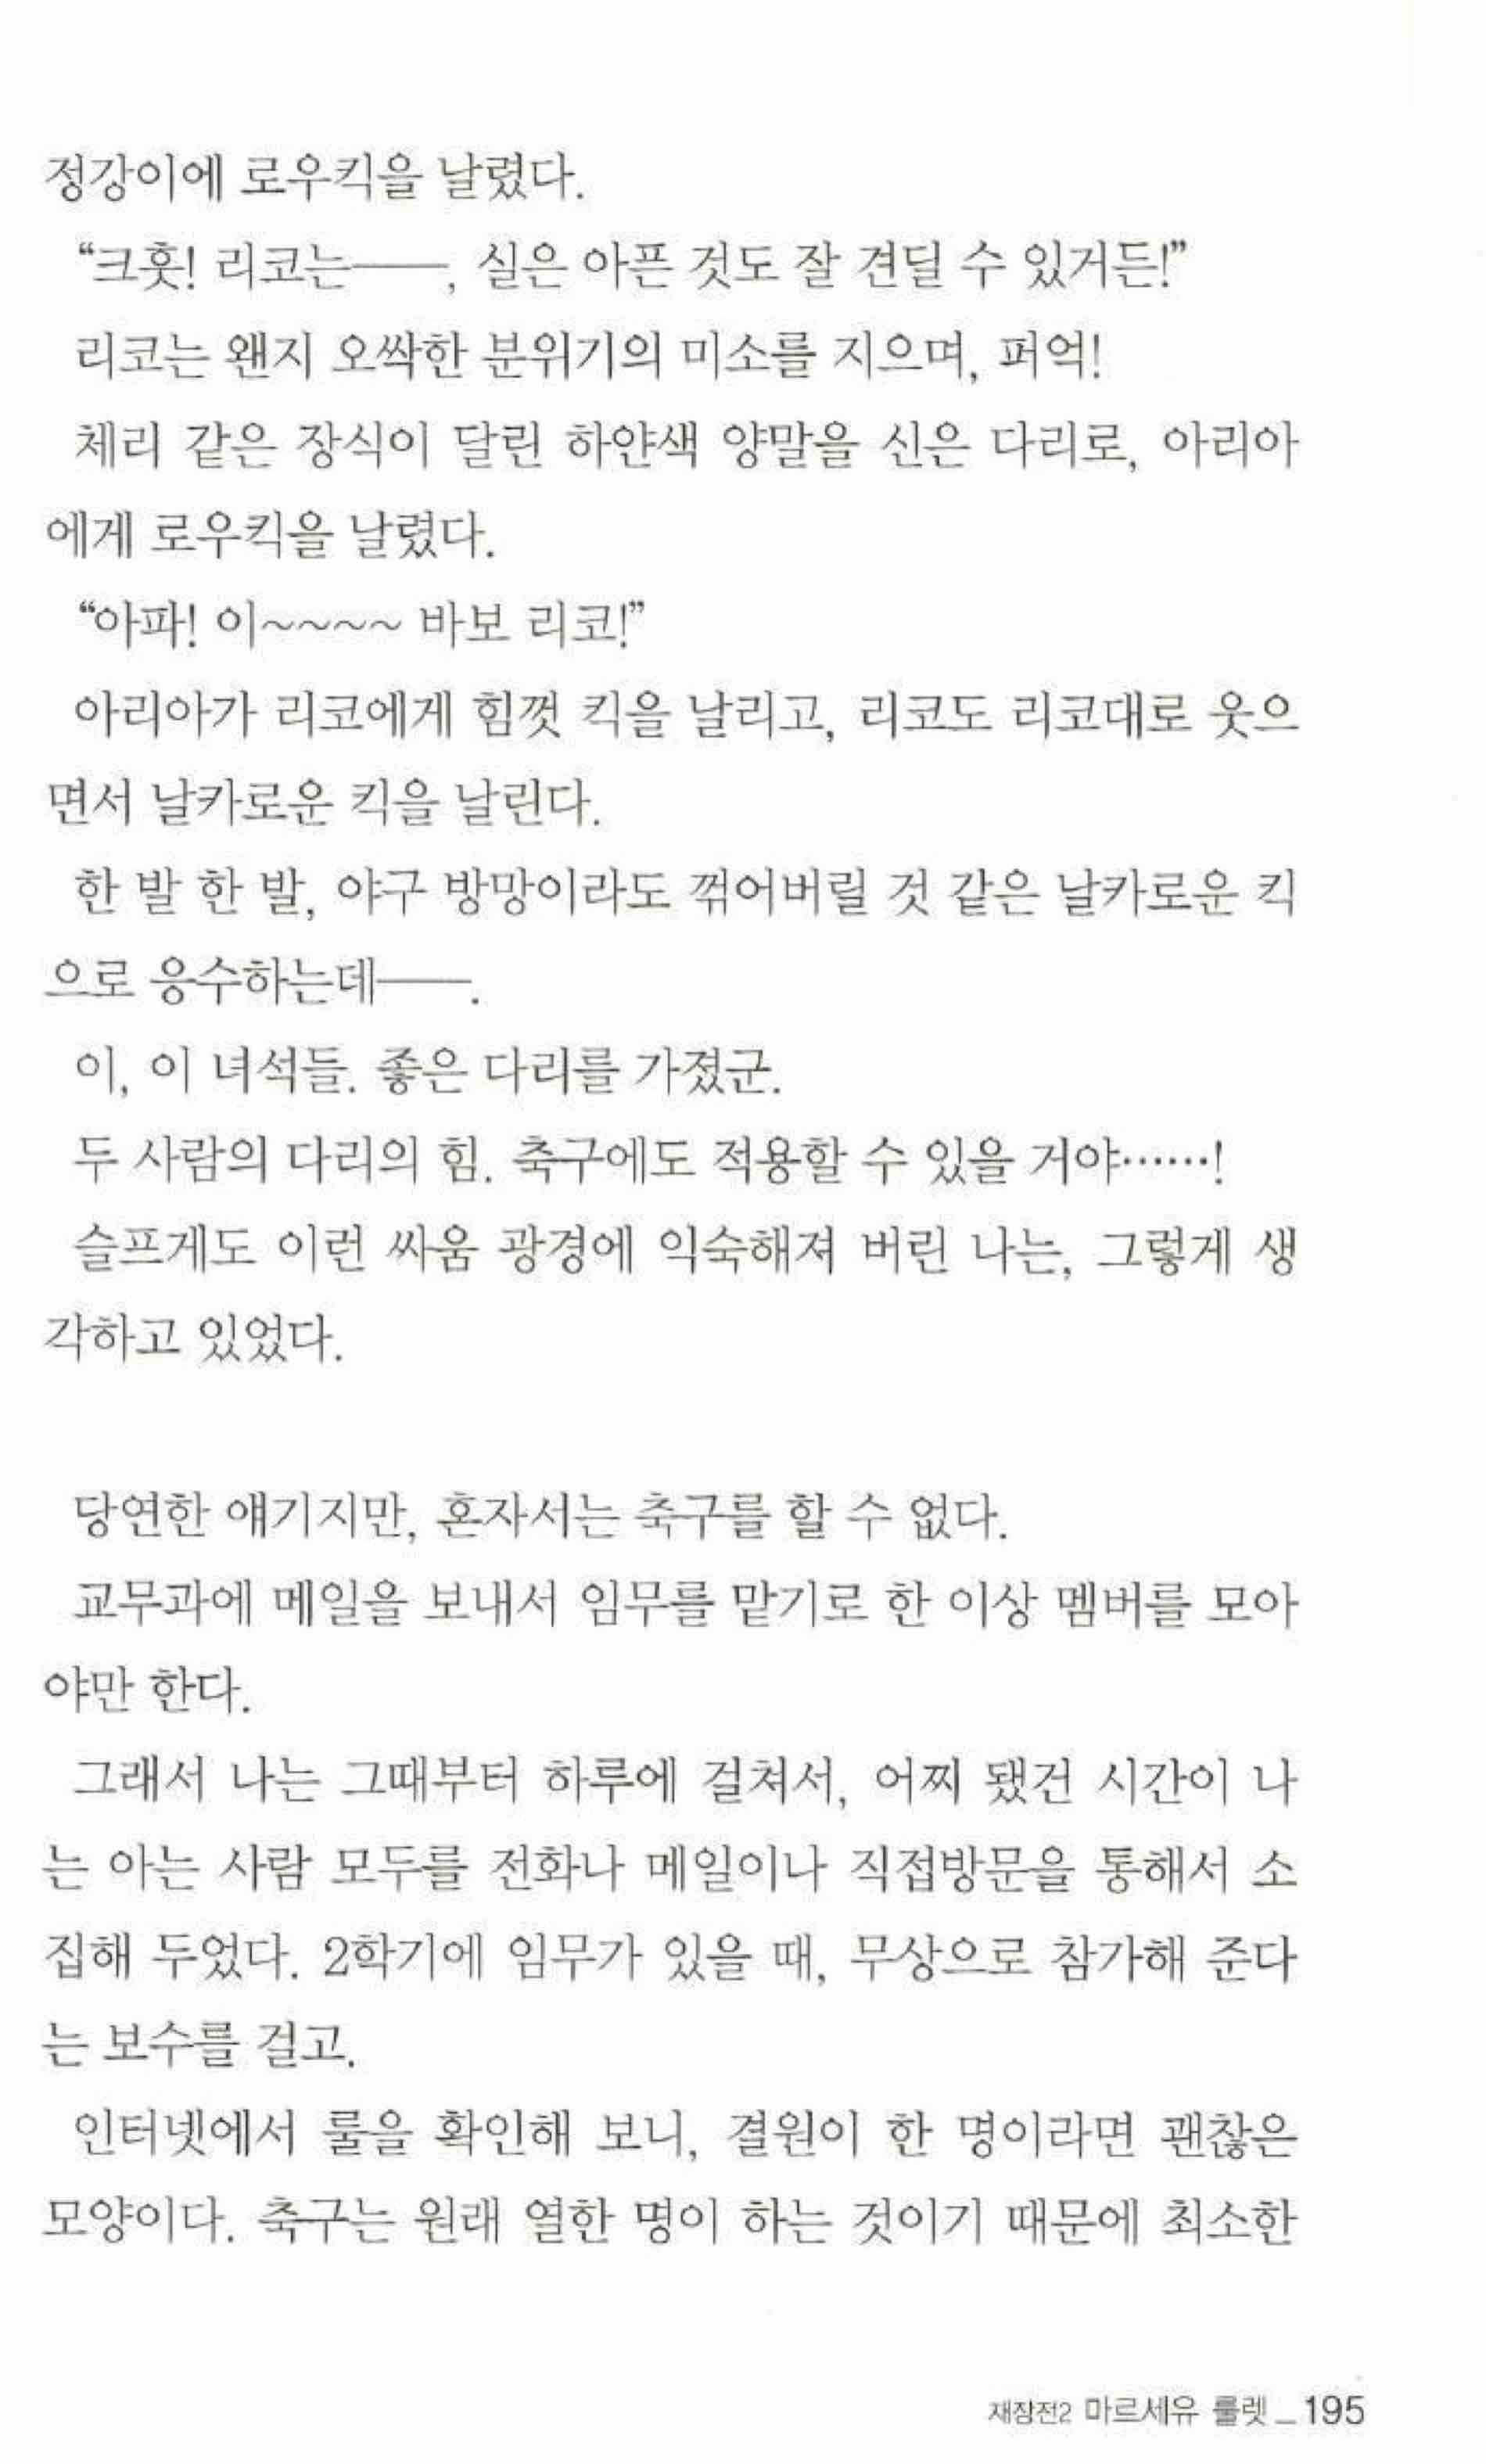 정강이에 로우킥을 날렸다.
“크훗! 리코는──, 실은 아픈 것도 잘 견딜 수 있거든!”
리코는 왠지 오싹한 분위기의 미소를 지으며, 퍼억!
체리 같은 장식이 달린 하얀색 양말을 신은 다리로, 아리아
에게 로우킥을 날렸다.
“아파! 이~~~~ 바보 리코!”
아리아가 리코에게 힘껏 킥을 날리고, 리코도 리코대로 웃으
면서 날카로운 킥을 날린다.
한 발 한 발, 야구 방망이라도 꺾어버릴 것 같은 날카로운 킥
으로 응수하는데──.
이, 이 녀석들. 좋은 다리를 가졌군.
두 사람의 다리의 힘. 축구에도 적용할 수 있을 거야……!
슬프게도 이런 싸움 광경에 익숙해져 버린 나는, 그렇게 생
각하고 있었다.
당연한 얘기지만, 혼자서는 축구를 할 수 없다.
교무과에 메일을 보내서 임무를 맡기로 한 이상 멤버를 모아
야만 한다.
그래서 나는 그때부터 하루에 걸쳐서, 어찌 됐건 시간이 나
는 아는 사람 모두를 전화나 메일이나 직접방문을 통해서 소
집해 두었다. 2학기에 임무가 있을 때, 무상으로 참가해 준다
는 보수를 걸고.
인터넷에서 룰을 확인해 보니, 결원이 한 명이라면 괜찮은
모양이다. 축구는 원래 열한 명이 하는 것이기 때문에 최소한
재장전2 마르세유 룰렛_195